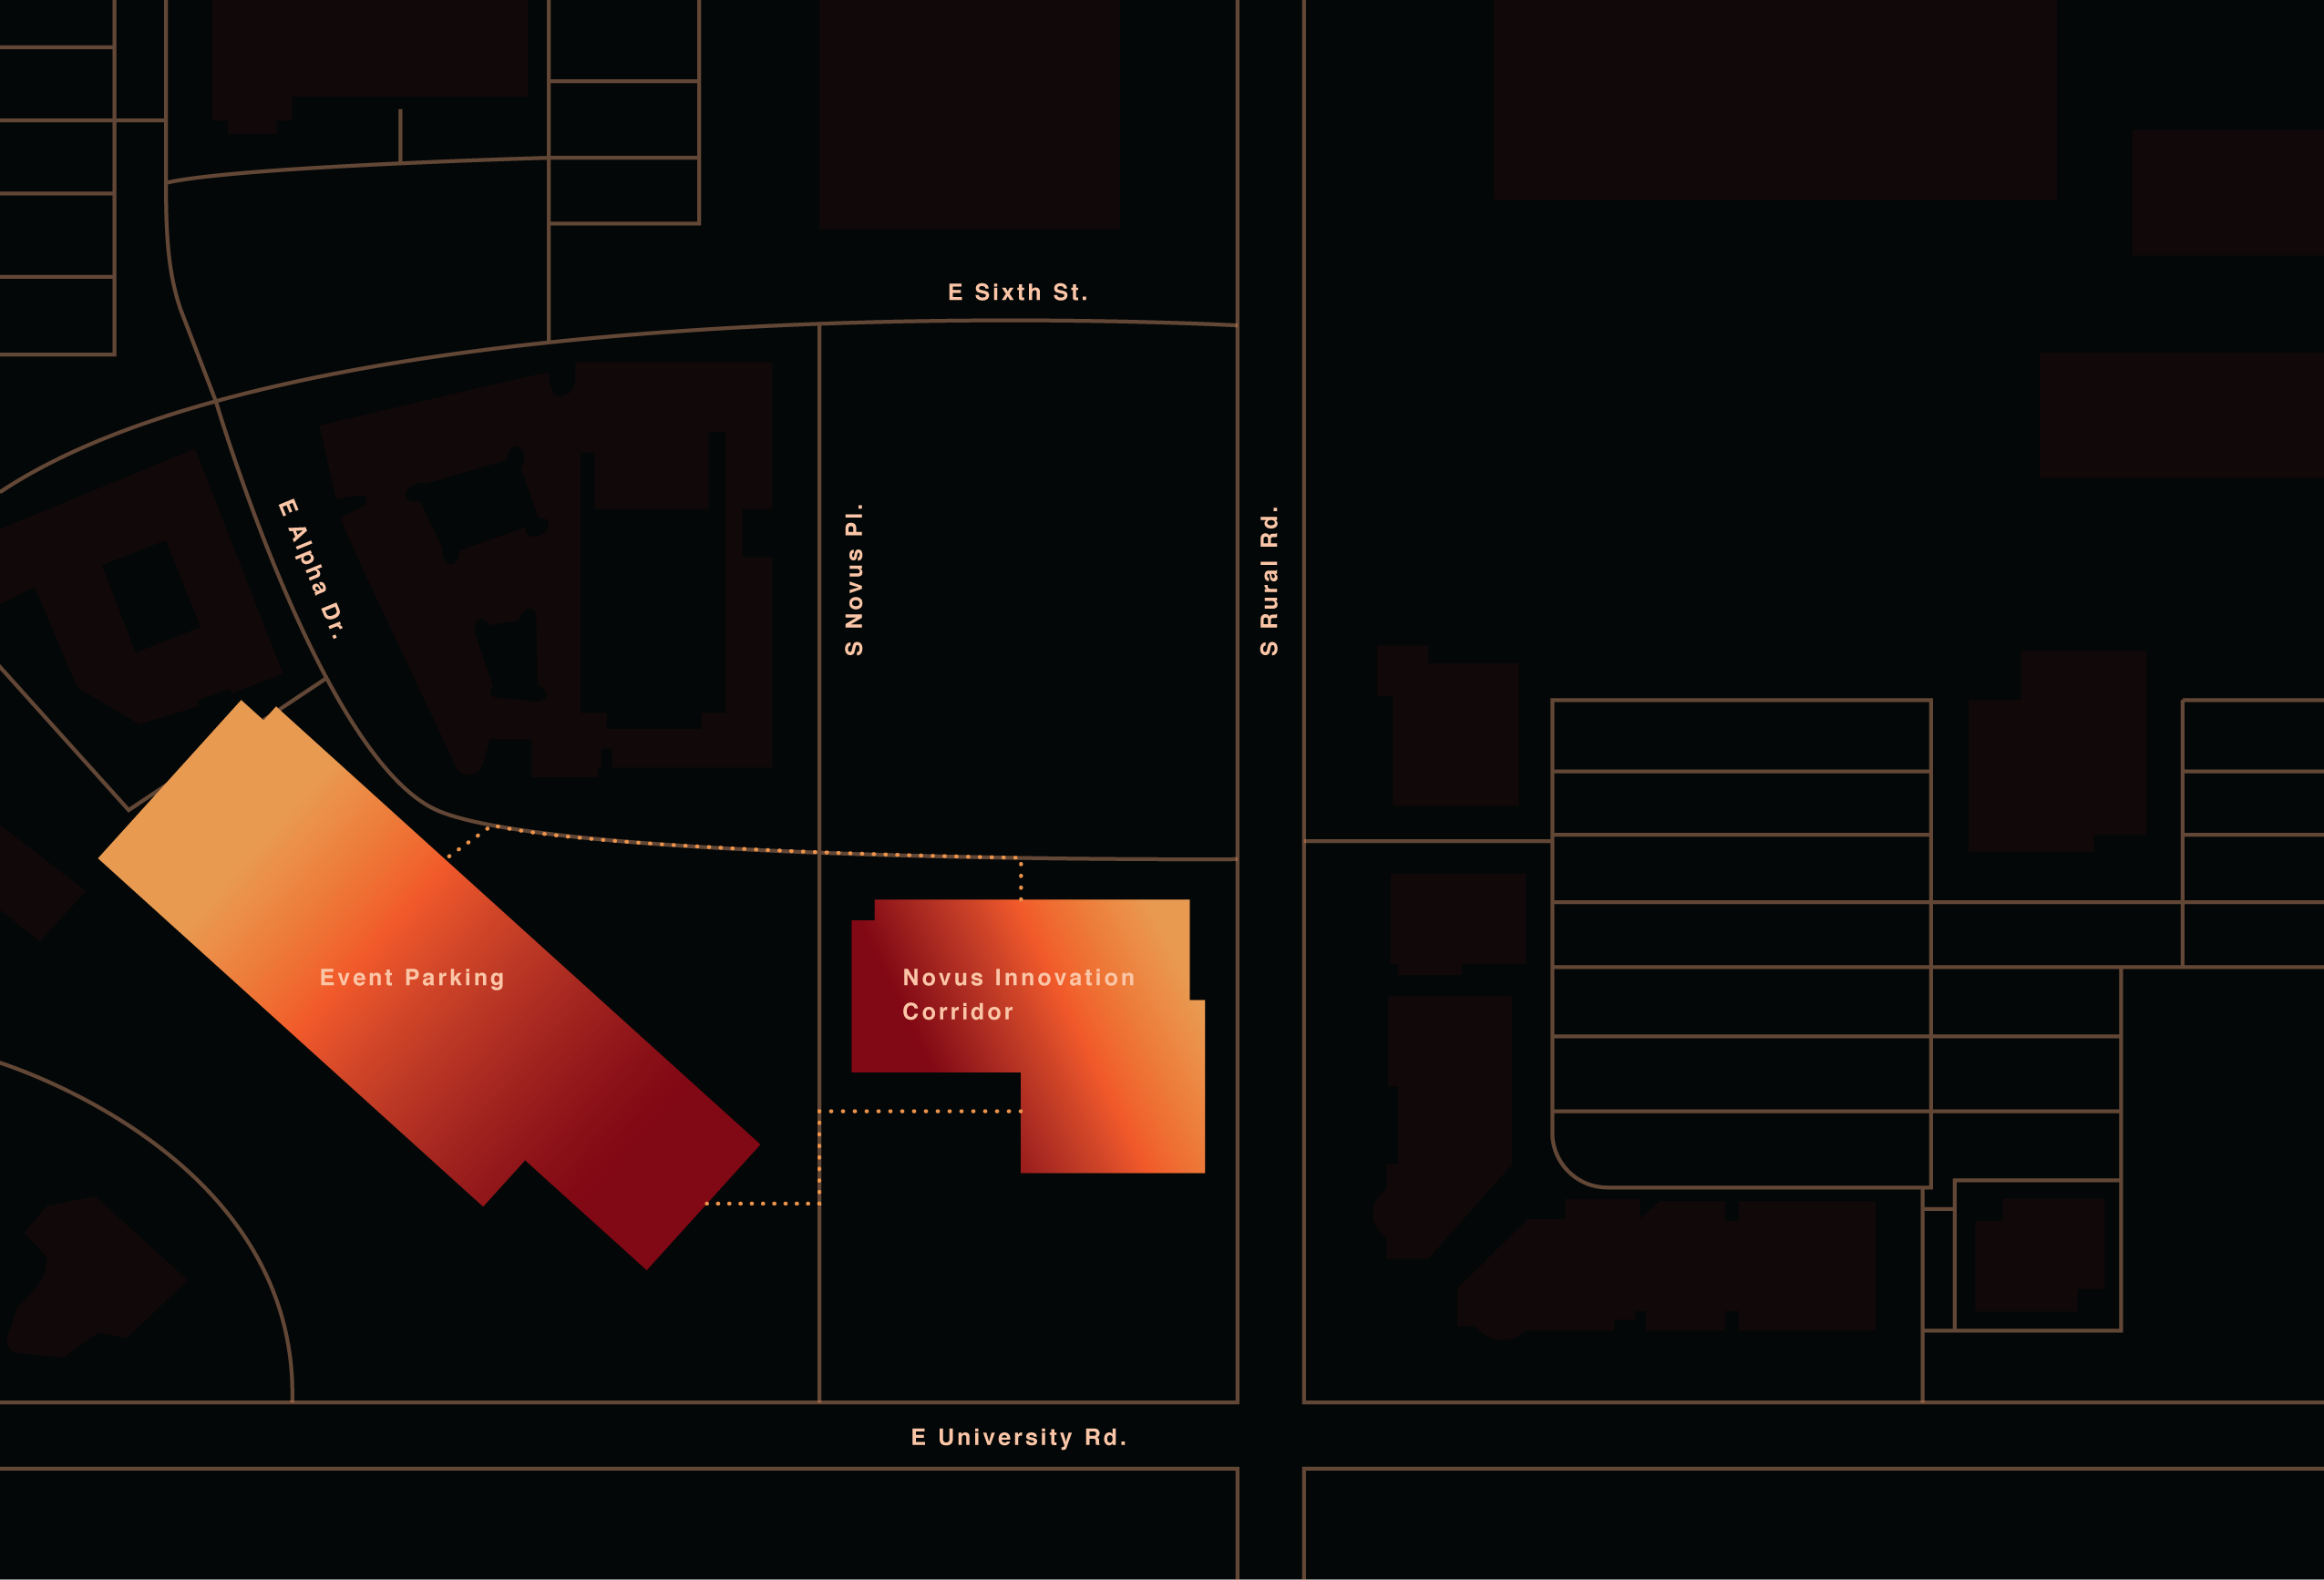 E Sixth St.
E Alpha Dr.
S Novus Pl.
S Rural Rd.
Event Parking
Novus Innovation
Corridor
E University Rd.